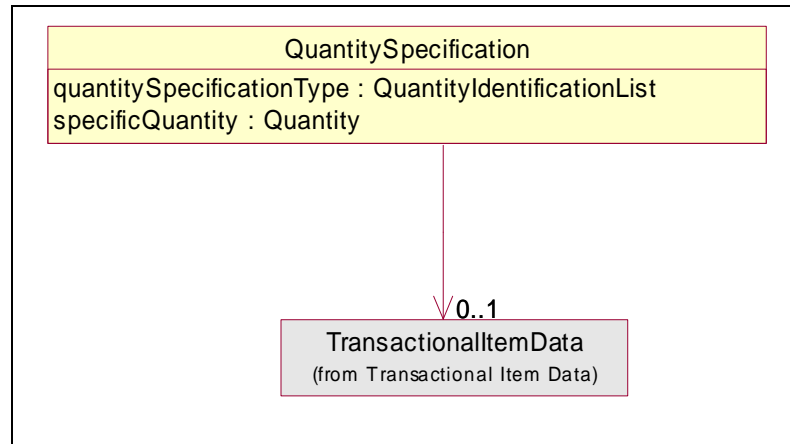 QuantitySpecification
quantitySpecificationType : QuantityIdentificationList
specificQuantity : Quantity
0..1
TransactionalItemData
(from Transactional Item Data)